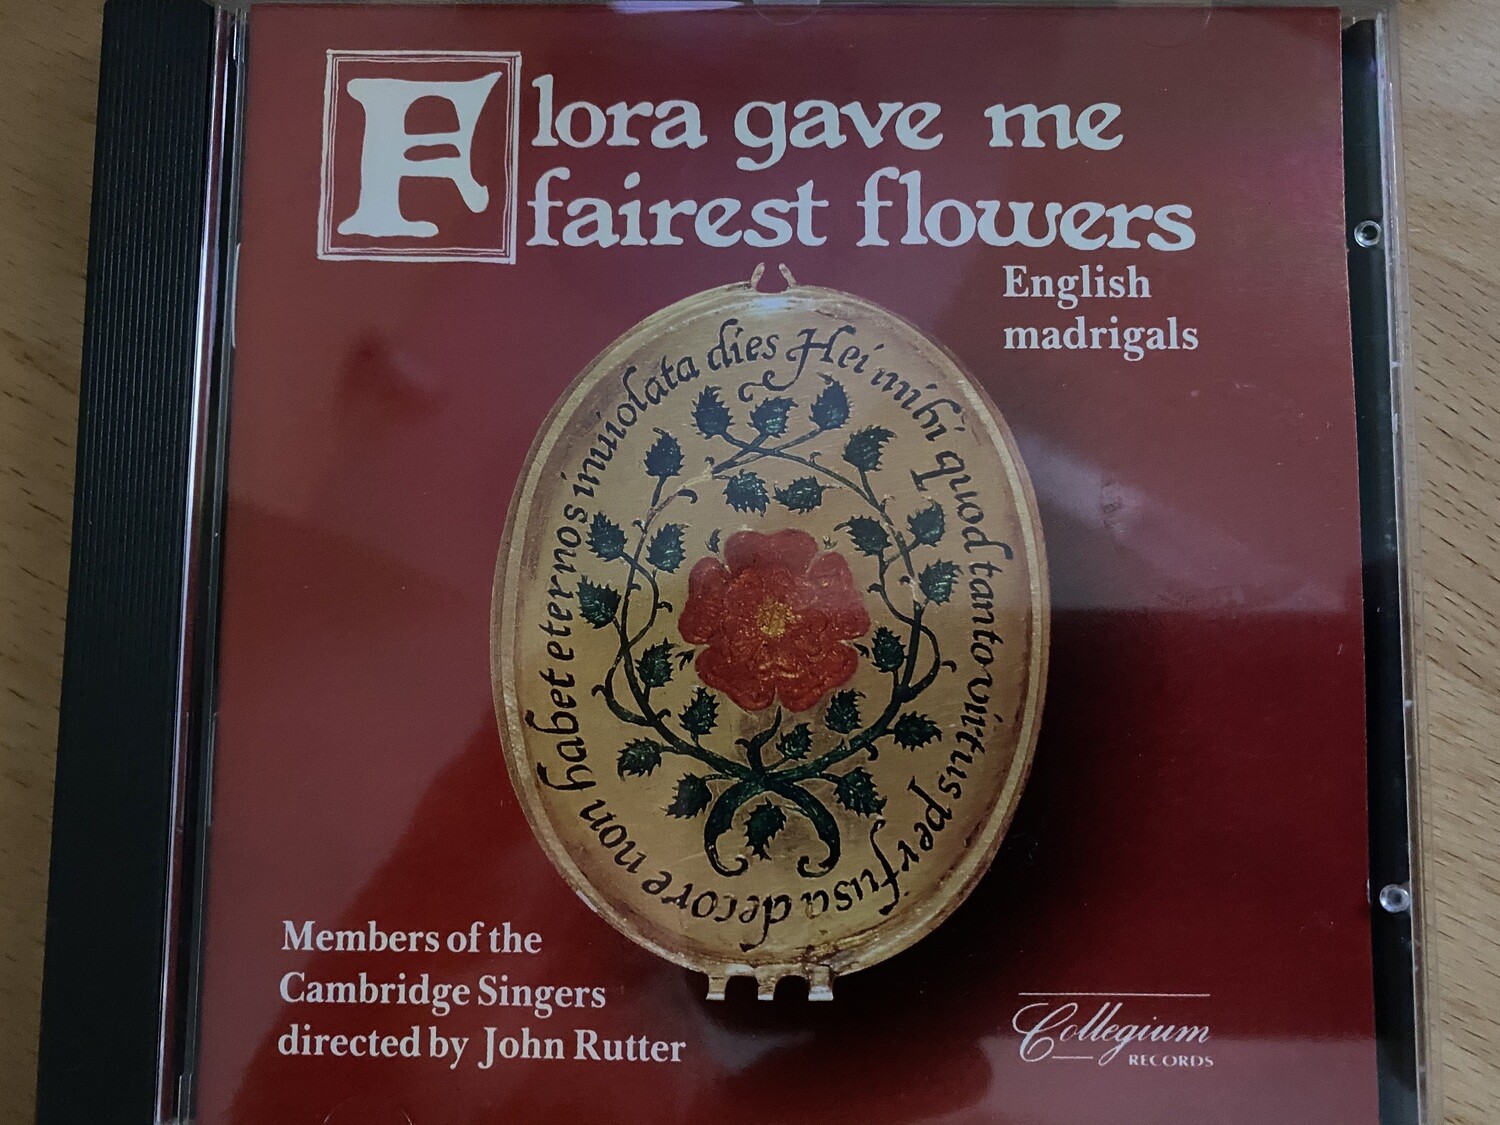 Flora gave me
fairest flowers
English
madrigals
Hei mihi quod tanto virtus perfusa decore non habet eternos inuiolata dies
Members of the
Cambridge Singers
directed by John Rutter
Collegium
RECORDS